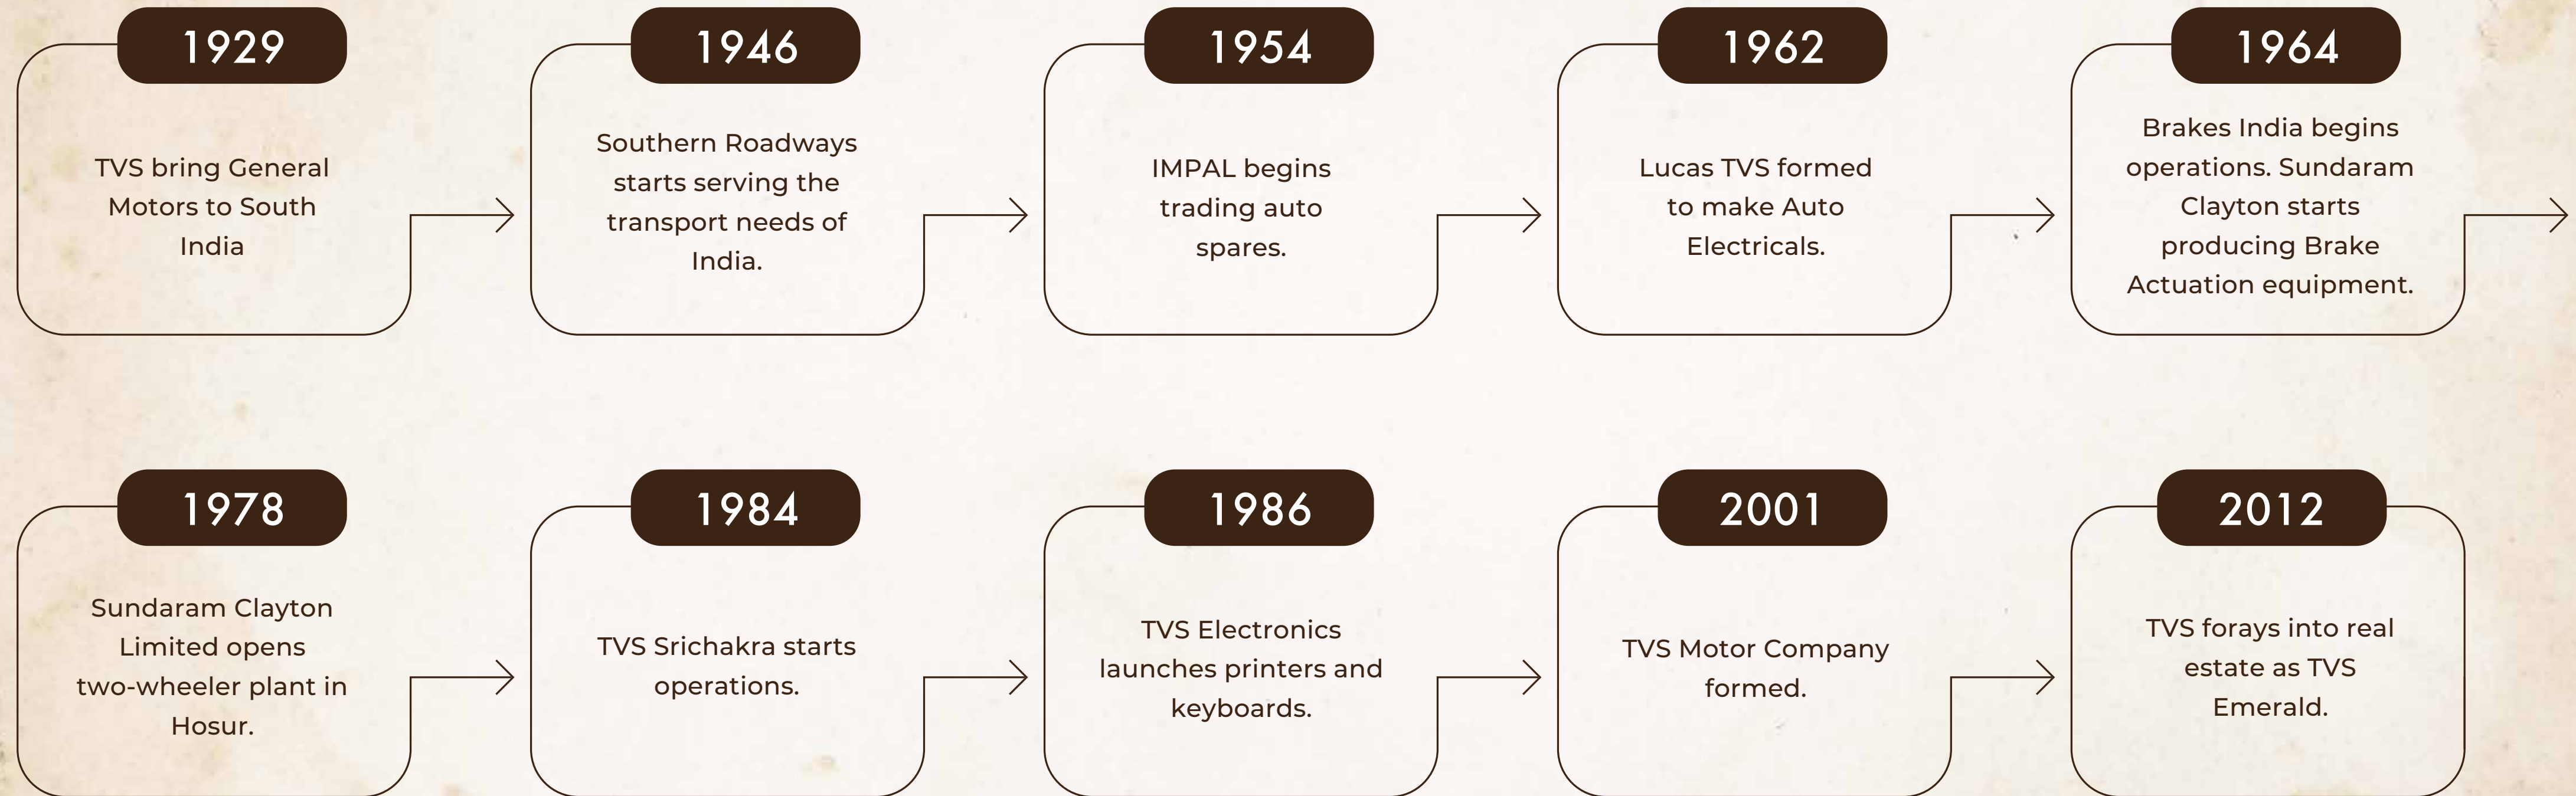 1929
TVS bring General
Motors to South
India
1946
Southern Roadways
starts serving the
transport needs of
India.
1954
IMPAL begins
trading auto
spares.
1962
Lucas TVS formed
to make Auto
Electricals.
1964
Brakes India begins
operations. Sundaram
Clayton starts
producing Brake
Actuation equipment.
1978
Sundaram Clayton
Limited opens
two-wheeler plant in
Hosur.
1984
TVS Srichakra starts
operations.
1986
TVS Electronics
launches printers and
keyboards.
2001
TVS Motor Company
formed.
2012
TVS forays into real
estate as TVS
Emerald.